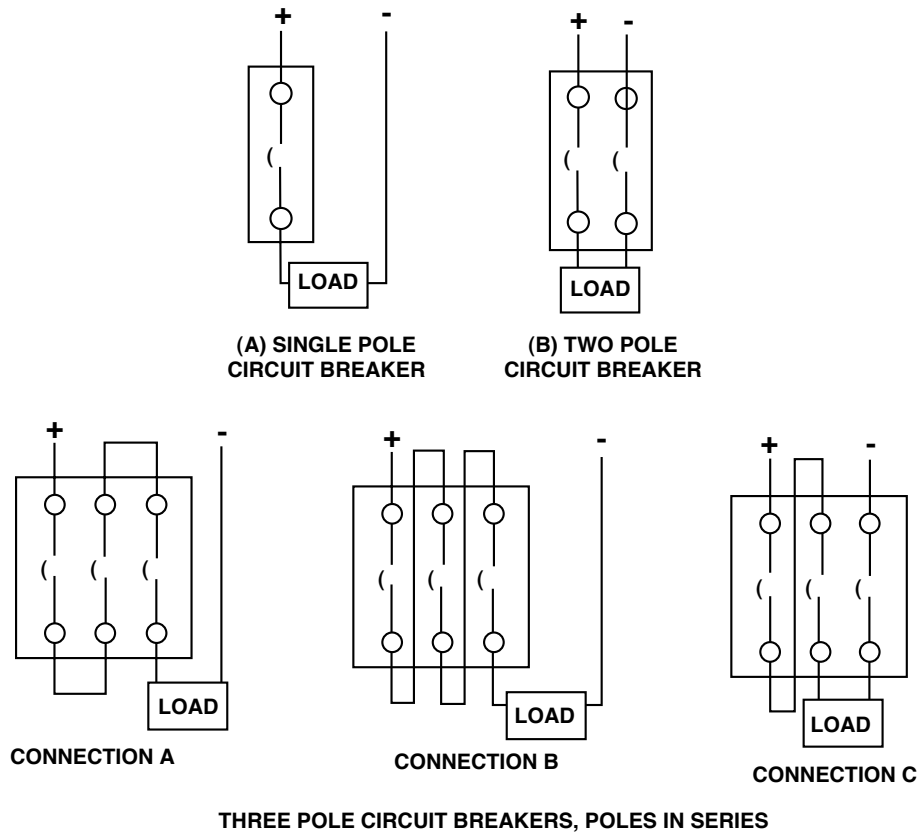 + -
LOAD
(A) SINGLE POLE
CIRCUIT BREAKER
+ -
LOAD
(B) TWO POLE
CIRCUIT BREAKER
+ -
LOAD
CONNECTION A
+ -
LOAD
CONNECTION B
+ -
LOAD
CONNECTION C
THREE POLE CIRCUIT BREAKERS, POLES IN SERIES